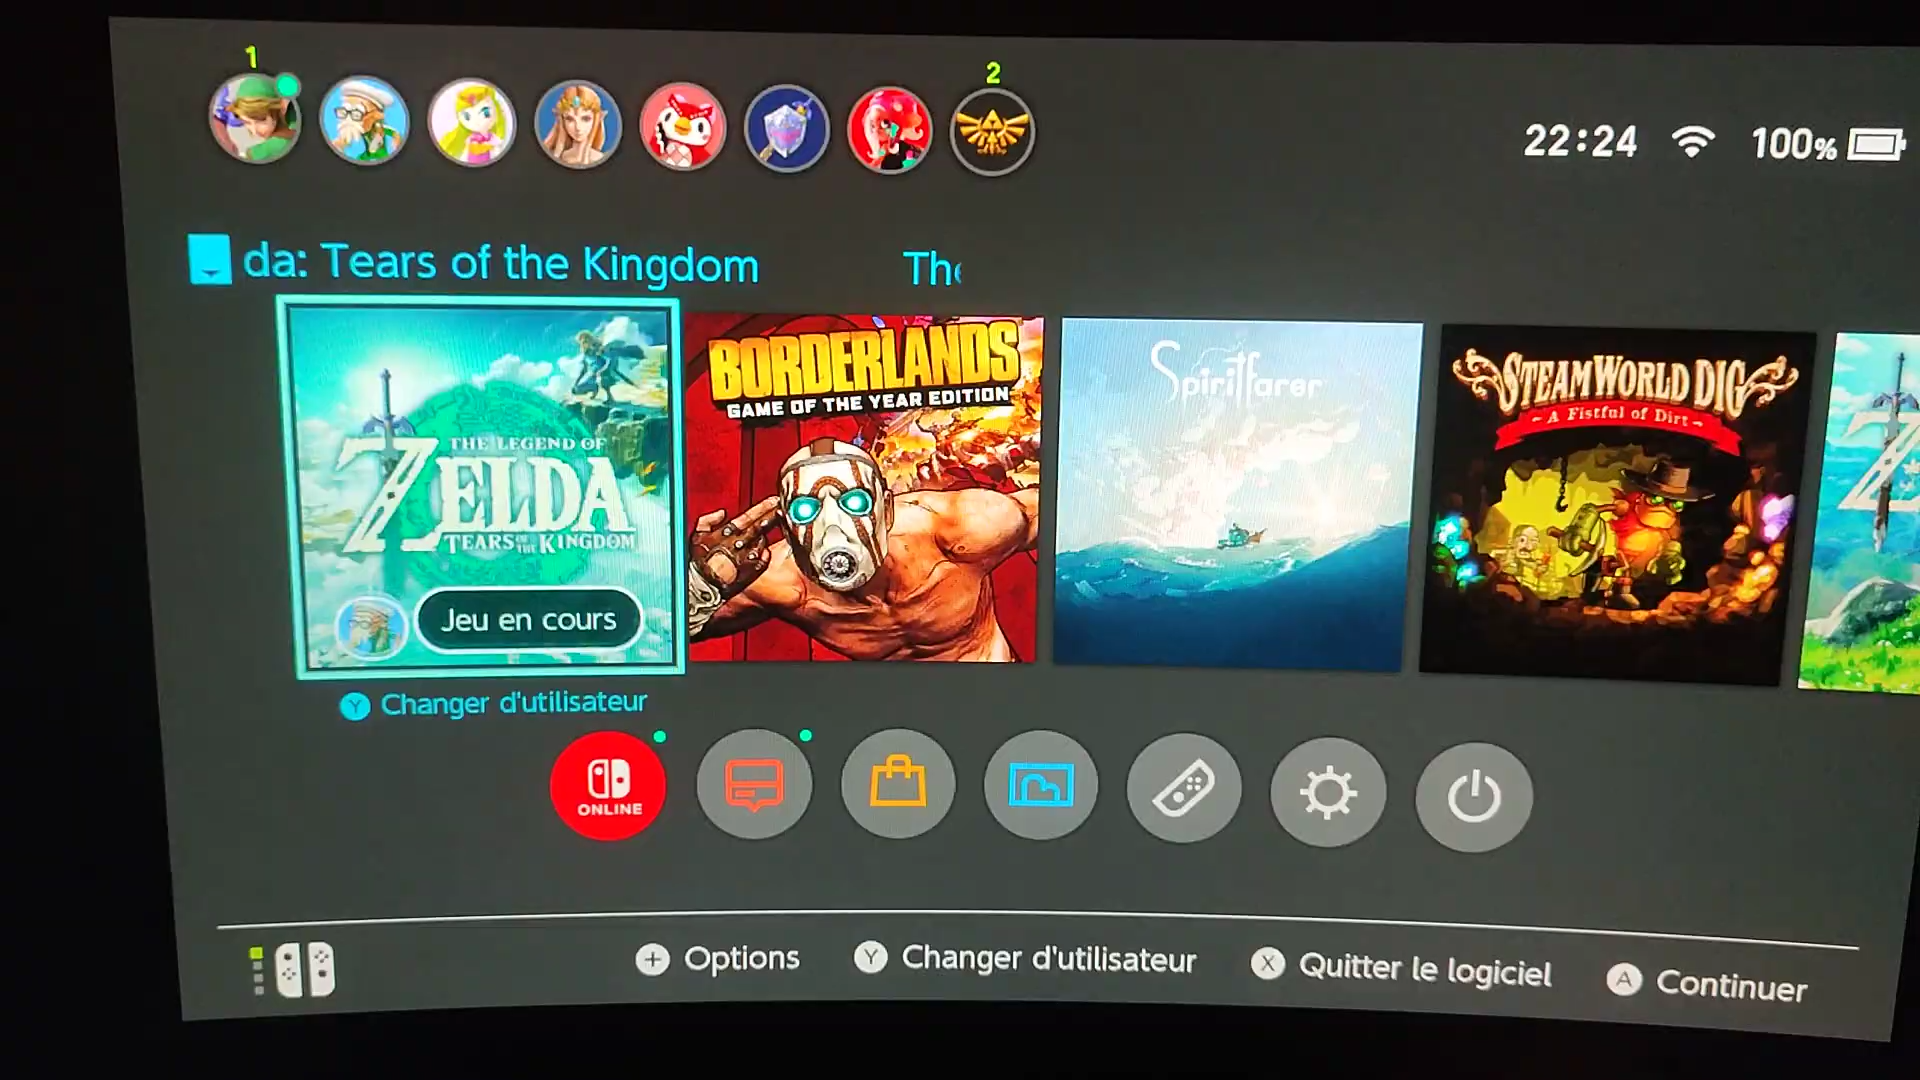 1
2
22:24
100%
da: Tears of the Kingdom
The
THE LEGEND OF
ZELDA
TEARS OF THE KINGDOM
Jeu en cours
BORDERLANDS
GAME OF THE YEAR EDITION
Spiritfarer
STEAMWORLD DIG
~ A Fistful of Dirt ~
Z
Y Changer d'utilisateur
ONLINE
+ Options
Y Changer d'utilisateur
X Quitter le logiciel
A Continuer